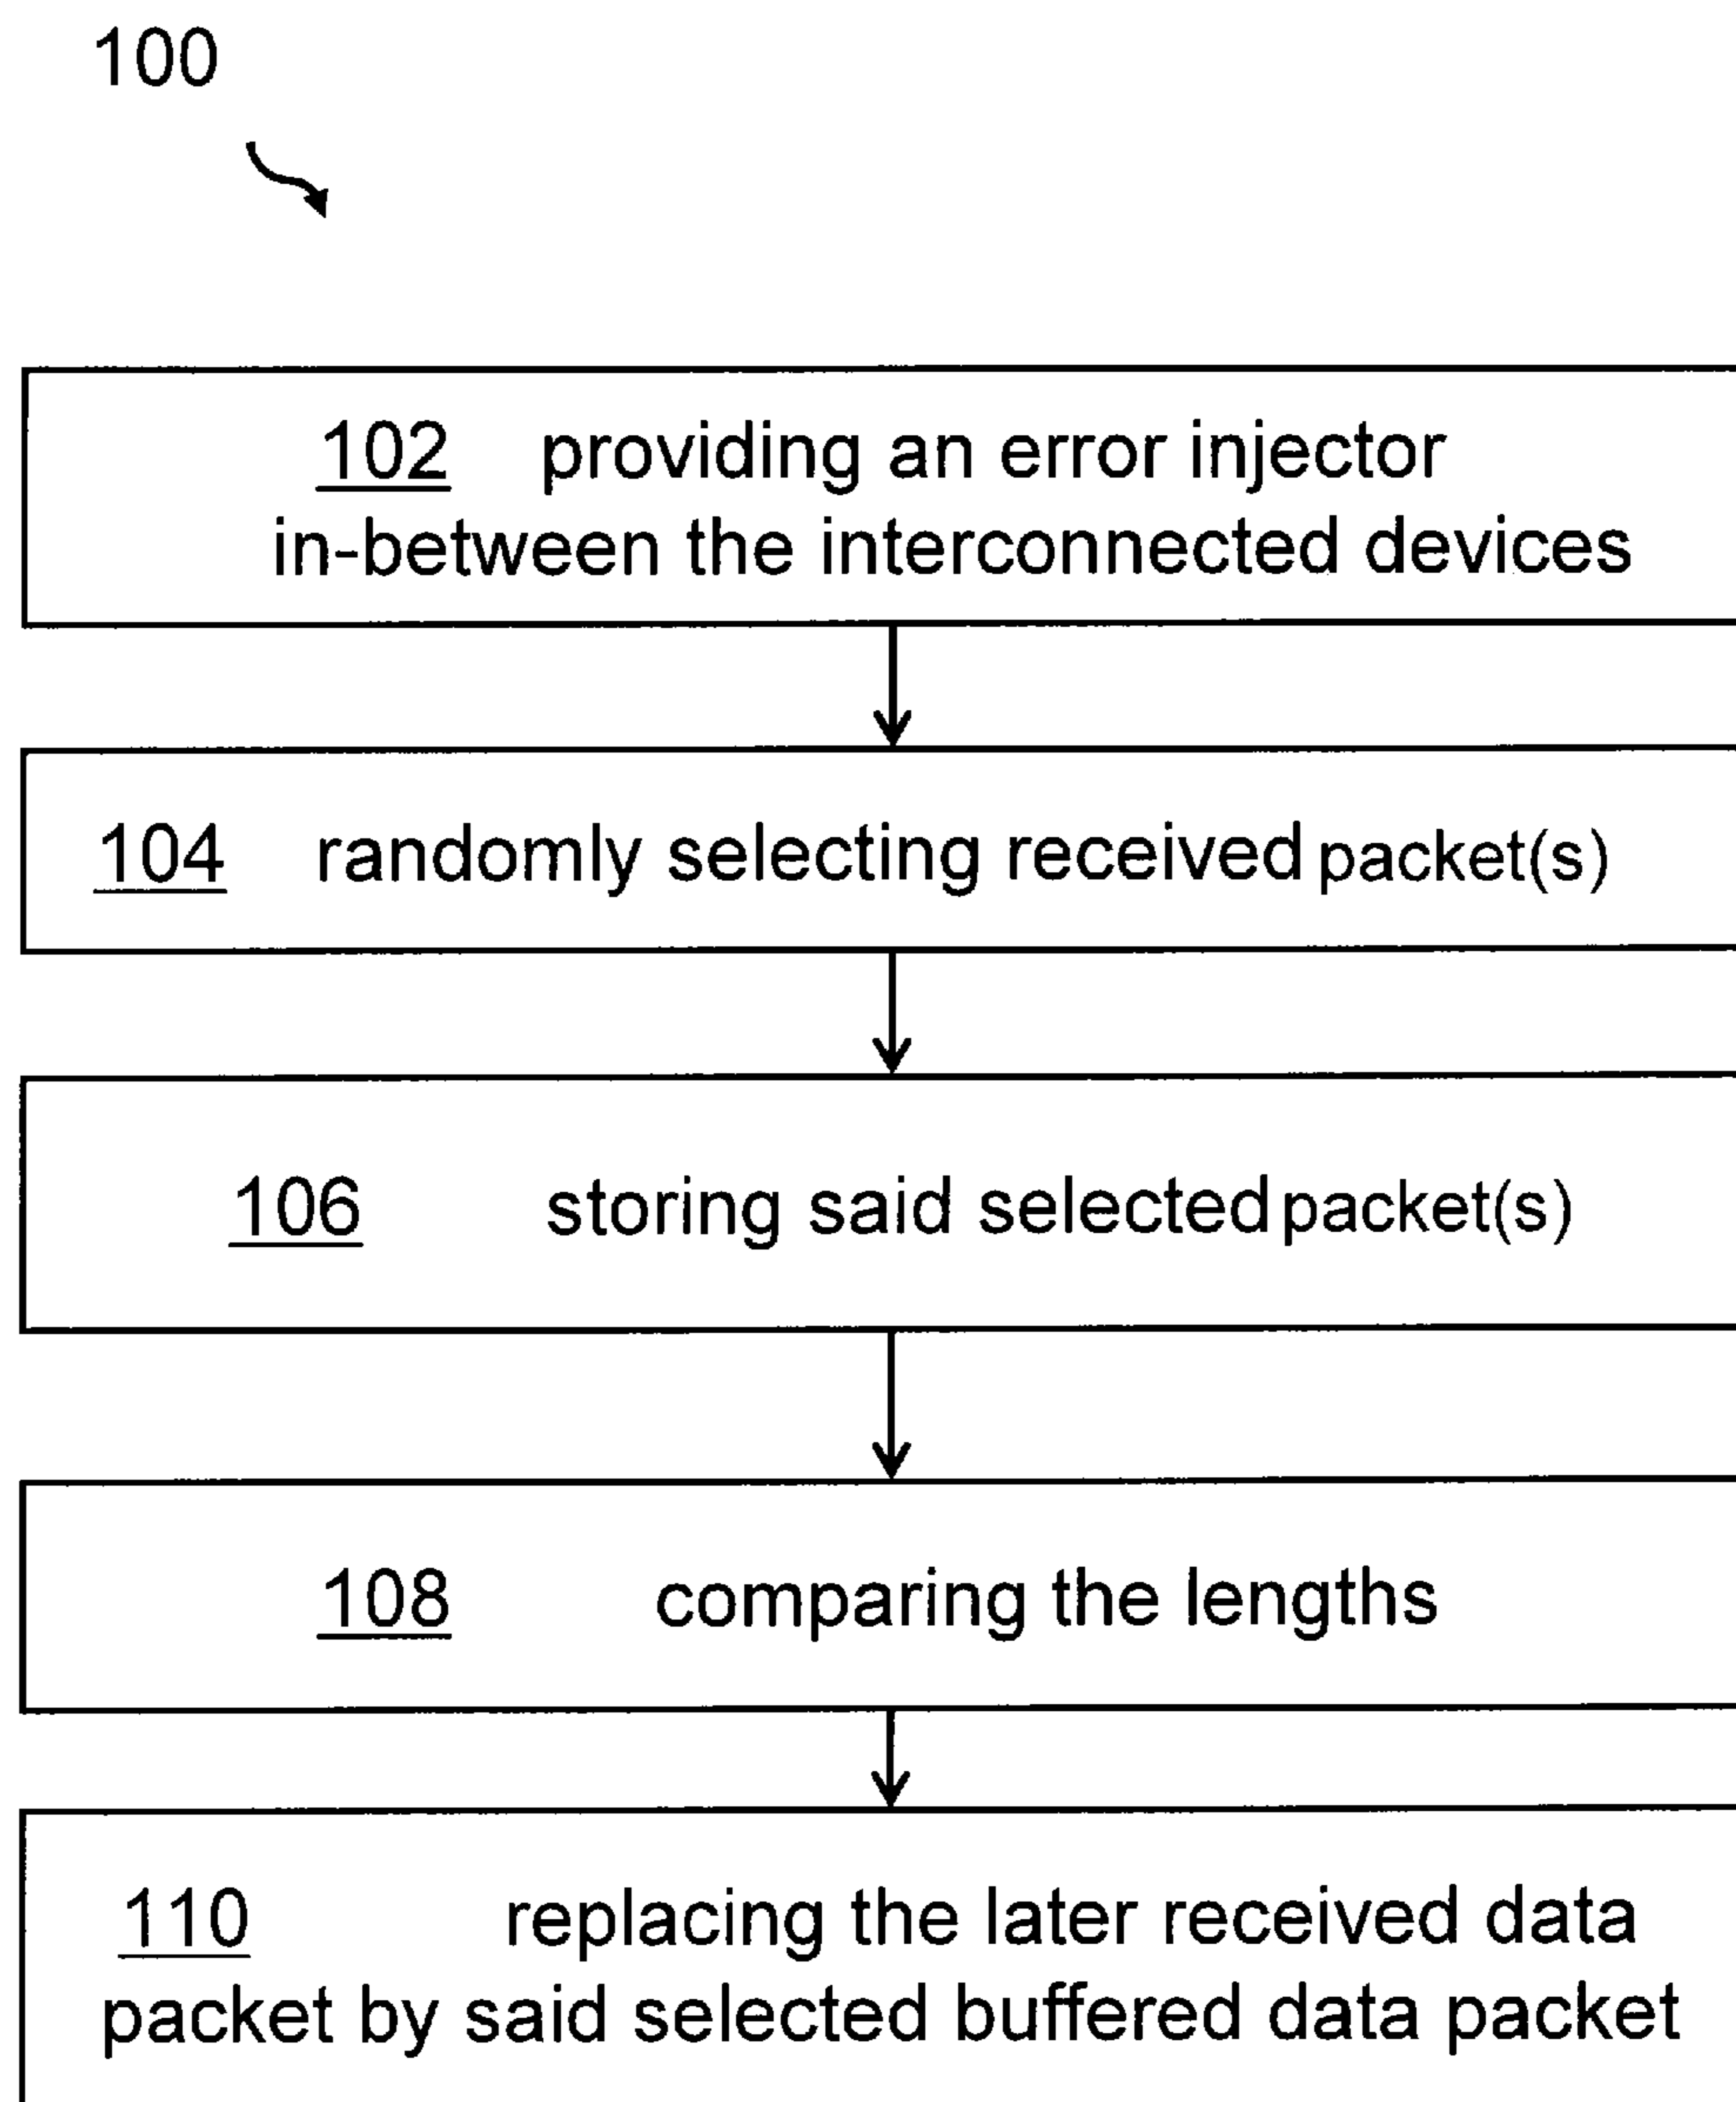 100
102 providing an error injector
in-between the interconnected devices
104 randomly selecting received packet(s)
106 storing said selected packet(s)
108 comparing the lengths
110 replacing the later received data
packet by said selected buffered data packet